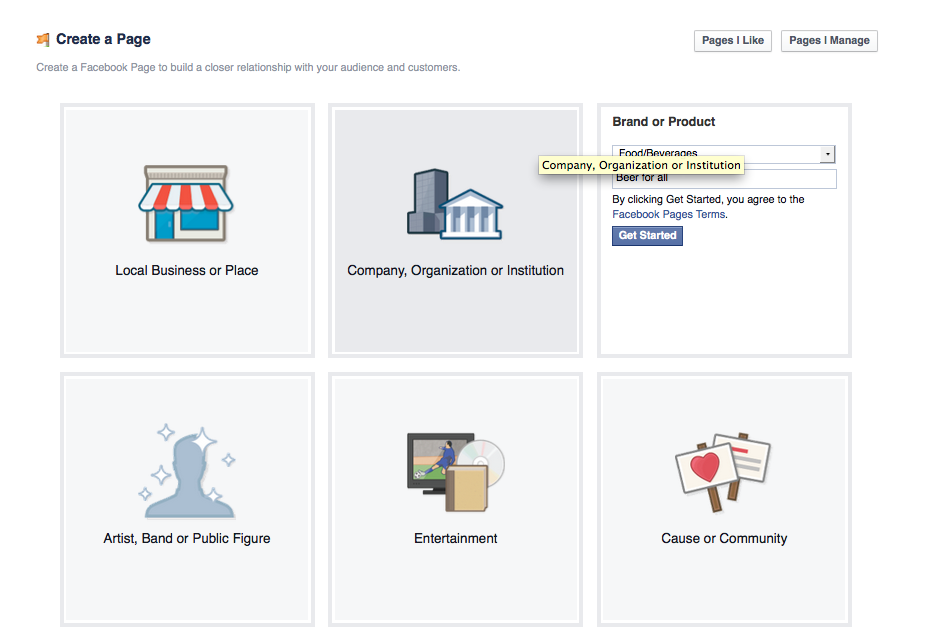 Create a Page
Pages I Like
Pages I Manage
Create a Facebook Page to build a closer relationship with your audience and customers.
Local Business or Place
Company, Organization or Institution
Brand or Product
Food/Beverages
Company, Organization or Institution
Beer for all
By clicking Get Started, you agree to the
Facebook Pages Terms.
Get Started
Artist, Band or Public Figure
Entertainment
Cause or Community